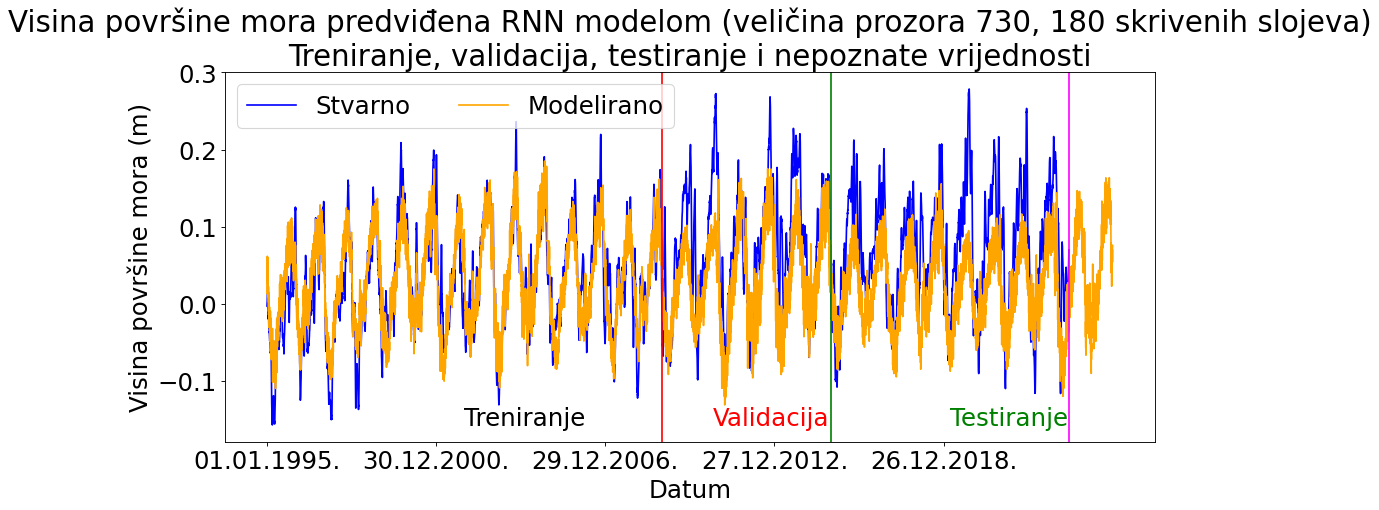 Visina površine mora predviđena RNN modelom (veličina prozora 730, 180 skrivenih slojeva)
Treniranje, validacija, testiranje i nepoznate vrijednosti
Stvarno Modelirano
0.3
0.2
0.1
0.0
−0.1
Visina površine mora (m)
Treniranje Validacija Testiranje
01.01.1995. 30.12.2000. 29.12.2006. 27.12.2012. 26.12.2018.
Datum